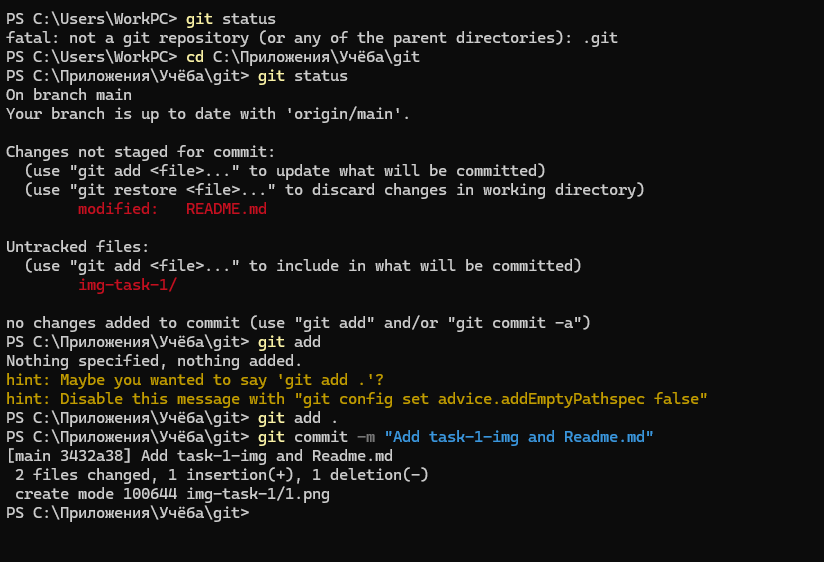 PS C:\Users\WorkPC> git status
fatal: not a git repository (or any of the parent directories): .git
PS C:\Users\WorkPC> cd C:\Приложения\Учёба\git
PS C:\Приложения\Учёба\git> git status
On branch main
Your branch is up to date with 'origin/main'.

Changes not staged for commit:
  (use "git add <file>..." to update what will be committed)
  (use "git restore <file>..." to discard changes in working directory)
        modified:   README.md

Untracked files:
  (use "git add <file>..." to include in what will be committed)
        img-task-1/

no changes added to commit (use "git add" and/or "git commit -a")
PS C:\Приложения\Учёба\git> git add
Nothing specified, nothing added.
hint: Maybe you wanted to say 'git add .'?
hint: Disable this message with "git config set advice.addEmptyPathspec false"
PS C:\Приложения\Учёба\git> git add .
PS C:\Приложения\Учёба\git> git commit -m "Add task-1-img and Readme.md"
[main 3432a38] Add task-1-img and Readme.md
 2 files changed, 1 insertion(+), 1 deletion(-)
 create mode 100644 img-task-1/1.png
PS C:\Приложения\Учёба\git>